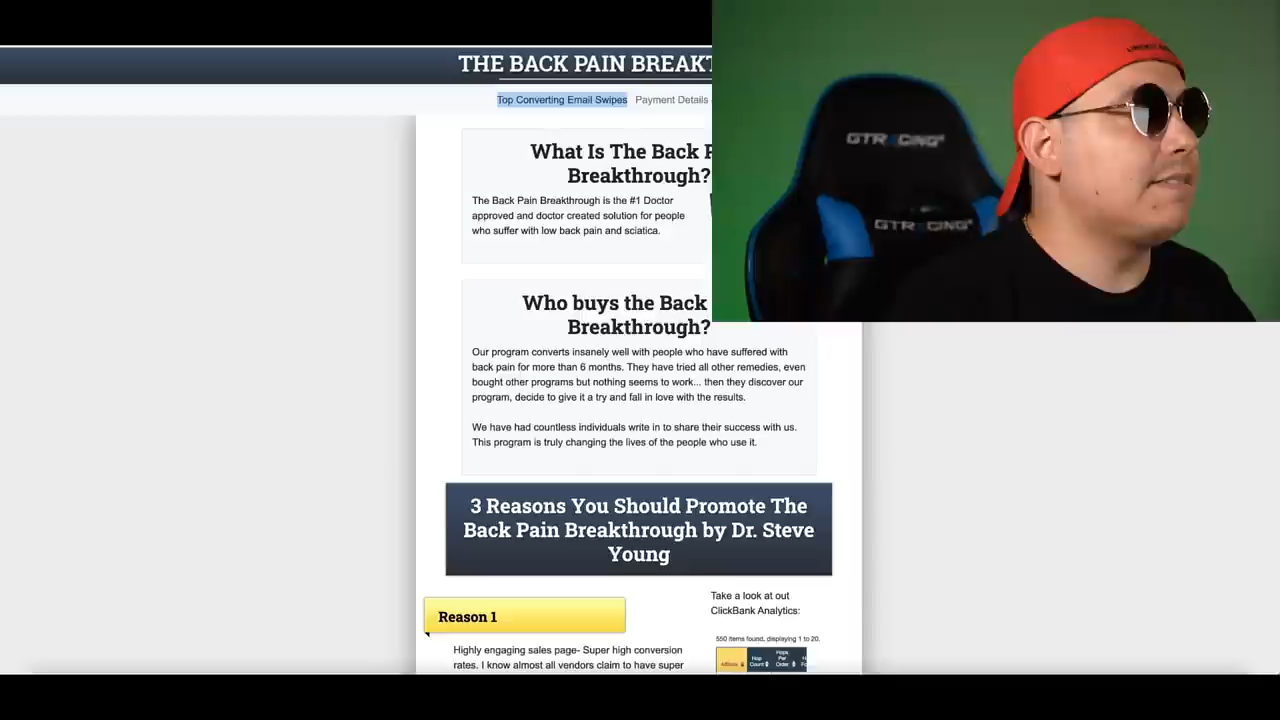 THE BACK PAIN BREAKT
Top Converting Email Swipes Payment Details
What Is The Back
Breakthrough?
The Back Pain Breakthrough is the #1 Doctor
approved and doctor created solution for people
who suffer with low back pain and sciatica.
Who buys the Back
Breakthrough?
Our program converts insanely well with people who have suffered with
back pain for more than 6 months. They have tried all other remedies, even
bought other programs but nothing seems to work... then they discover our
program, decide to give it a try and fall in love with the results.
We have had countless individuals write in to share their success with us.
This program is truly changing the lives of the people who use it.
3 Reasons You Should Promote The
Back Pain Breakthrough by Dr. Steve
Young
Reason 1
Highly engaging sales page- Super high conversion
rates. I know almost all vendors claim to have super
Take a look at out
ClickBank Analytics:
550 items found, displaying 1 to 20.
Affiliate
Hop
Count
Hops
Per
Order
GTRACING
GTRACING